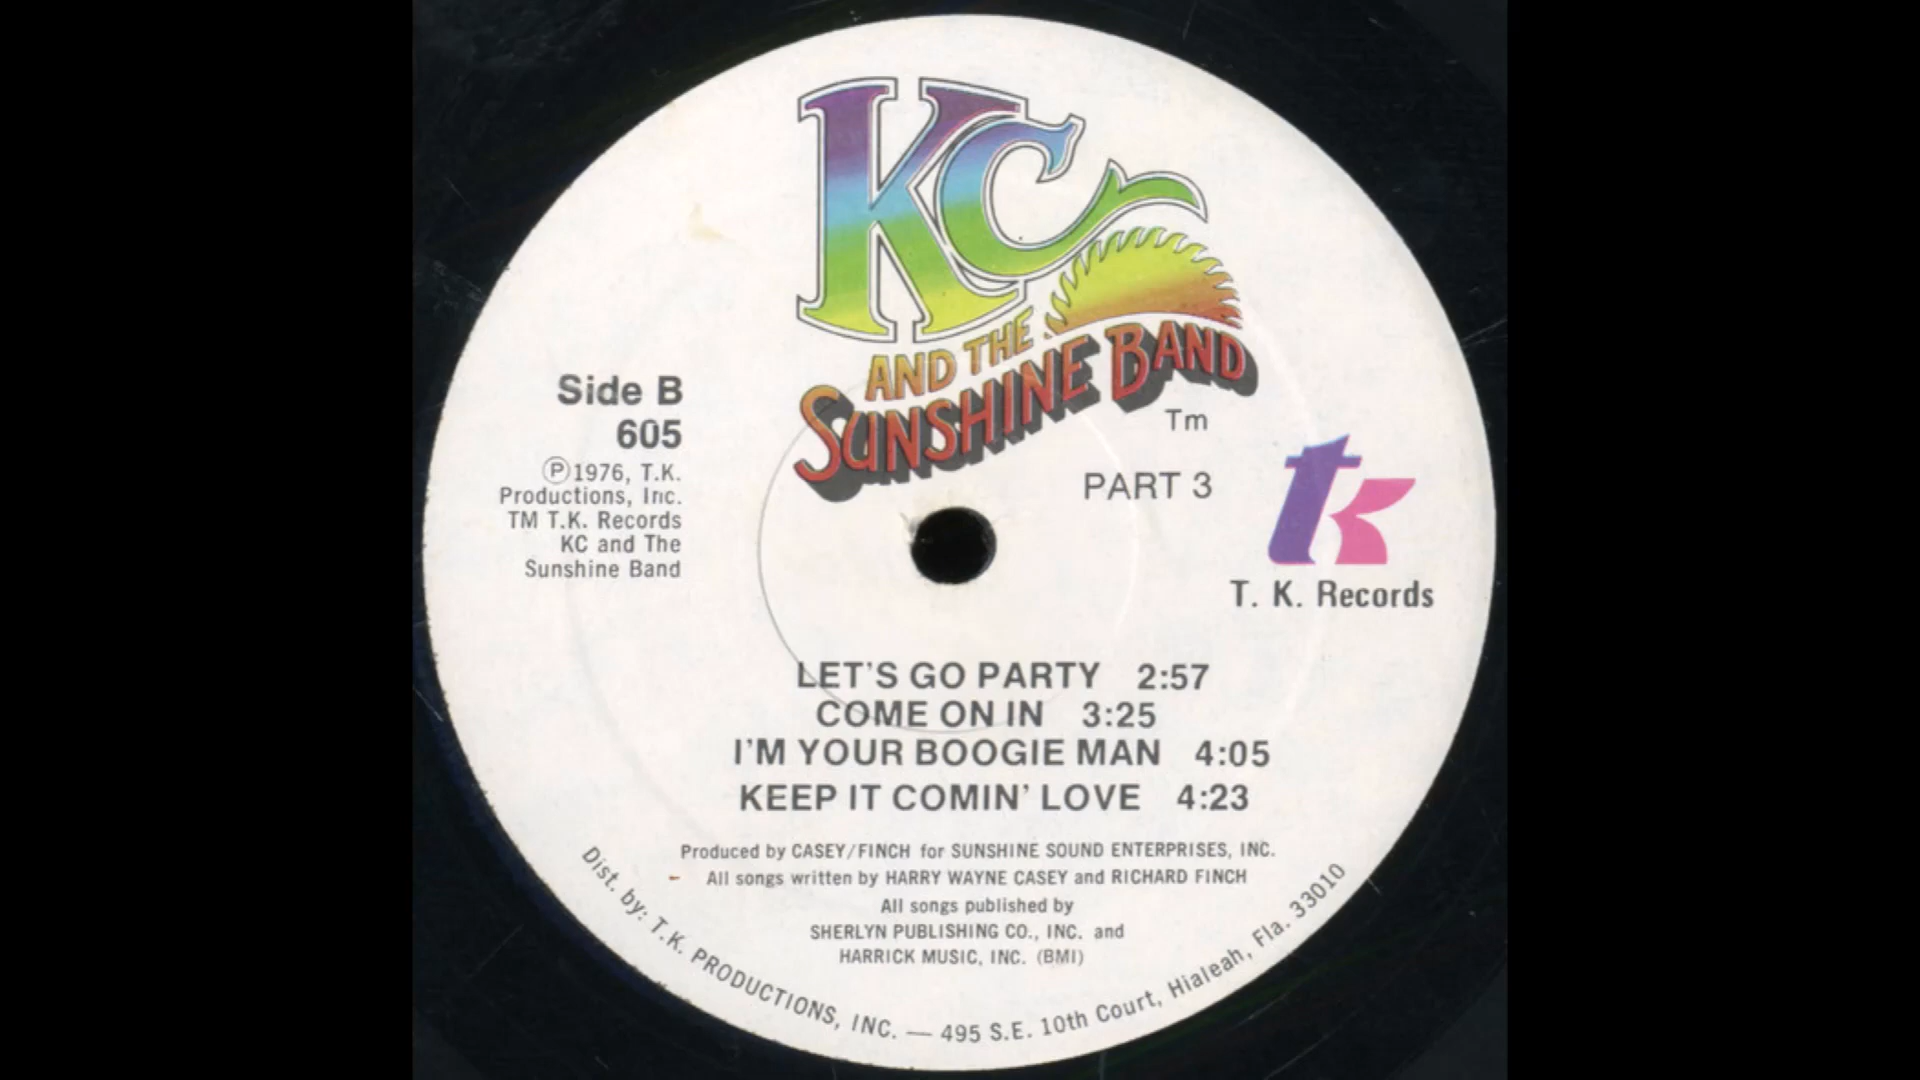 KC
AND THE
SUNSHINE BAND
Tm
PART 3
Side B
605
Ⓟ1976, T.K.
Productions, Inc.
TM T.K. Records
KC and The
Sunshine Band
tk
T. K. Records
LET'S GO PARTY 2:57
COME ON IN 3:25
I'M YOUR BOOGIE MAN 4:05
KEEP IT COMIN' LOVE 4:23
Produced by CASEY/FINCH for SUNSHINE SOUND ENTERPRISES, INC.
All songs written by HARRY WAYNE CASEY and RICHARD FINCH
All songs published by
SHERLYN PUBLISHING CO., INC. and
HARRICK MUSIC, INC. (BMI)
Dist. by: T.K. PRODUCTIONS, INC. — 495 S.E. 10th Court, Hialeah, Fla. 33010